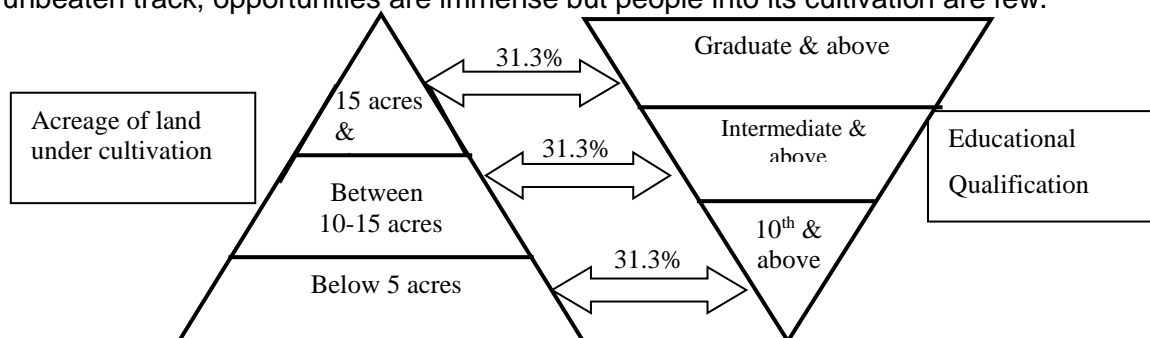 unbeaten track, opportunities are immense but people into its cultivation are few.
31.3%
Graduate & above
15 acres
&
Acreage of land
under cultivation
31.3%
Intermediate &
above
Educational
Qualification
Between
10-15 acres
10th &
above
31.3%
Below 5 acres